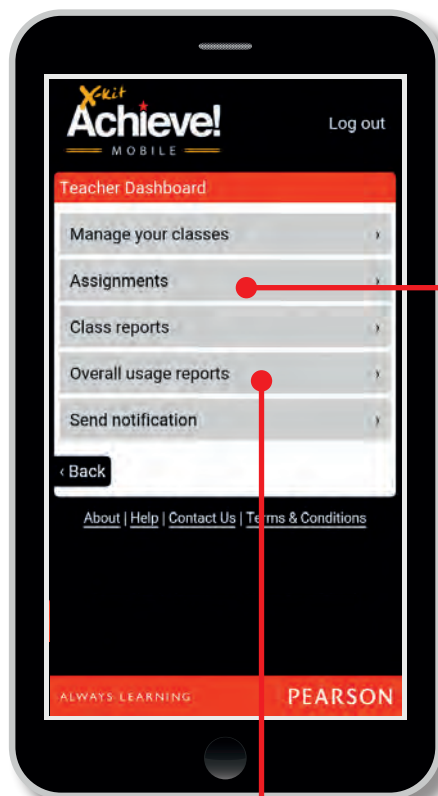 X-kit
Achieve!
MOBILE
Log out
Teacher Dashboard
Manage your classes ›
Assignments ›
Class reports ›
Overall usage reports ›
Send notification ›
‹ Back
About | Help | Contact Us | Terms & Conditions
ALWAYS LEARNING PEARSON